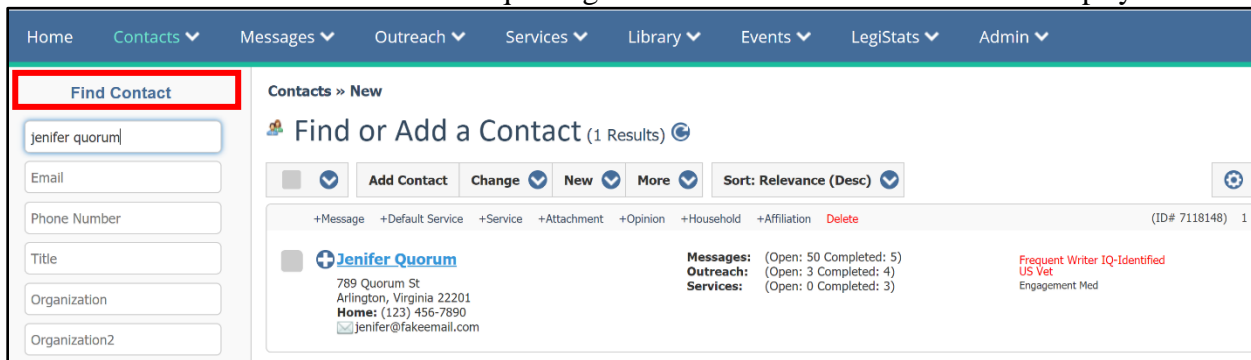 Home Contacts Messages Outreach Services Library Events LegiStats Admin
Find Contact
jenifer quorum
Email
Phone Number
Title
Organization
Organization2
Contacts » New
Find or Add a Contact (1 Results)
Add Contact Change New More Sort: Relevance (Desc)
+Message +Default Service +Service +Attachment +Opinion +Household +Affiliation Delete (ID# 7118148) 1
Jenifer Quorum
789 Quorum St
Arlington, Virginia 22201
Home: (123) 456-7890
jenifer@fakeemail.com
Messages: (Open: 50 Completed: 5)
Outreach: (Open: 3 Completed: 4)
Services: (Open: 0 Completed: 3)
Frequent Writer IQ-Identified
US Vet
Engagement Med